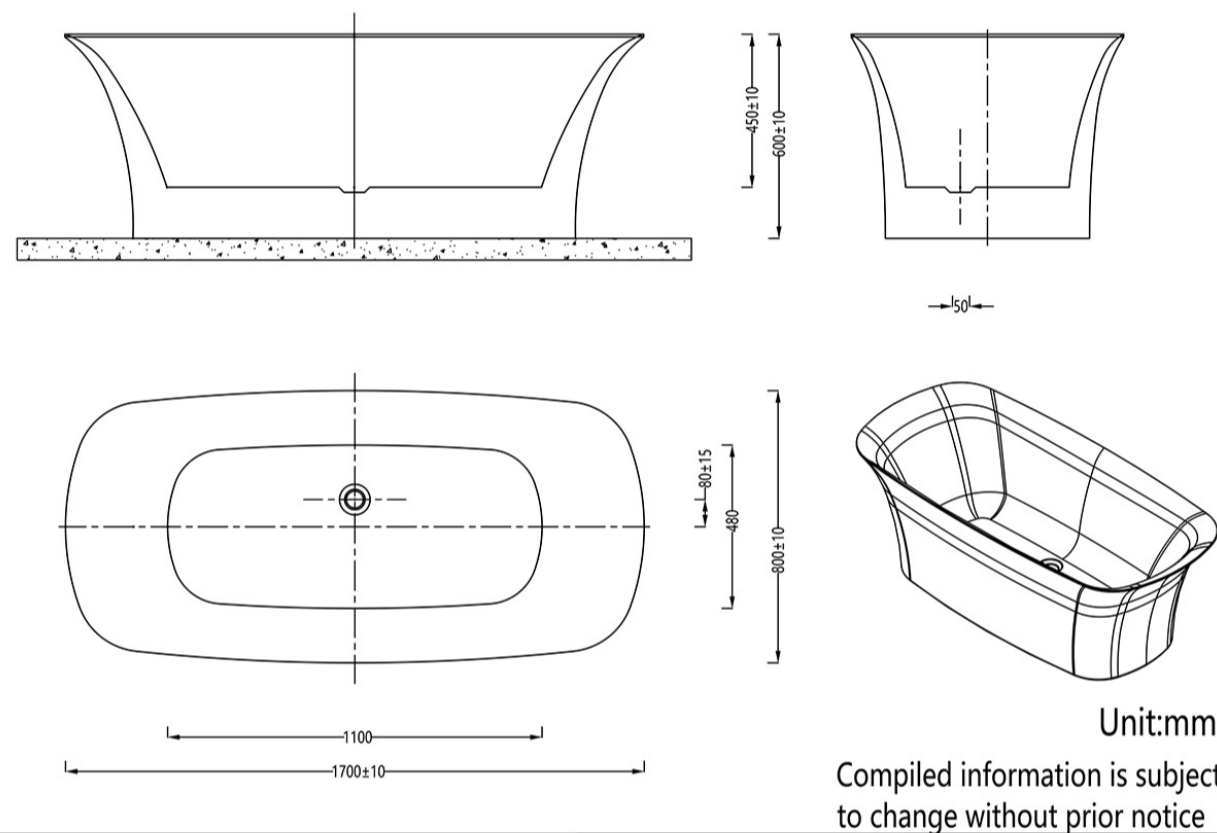 450±10
600±10
50
80±15
480
800±10
1100
1700±10
Unit:mm
Compiled information is subject
to change without prior notice